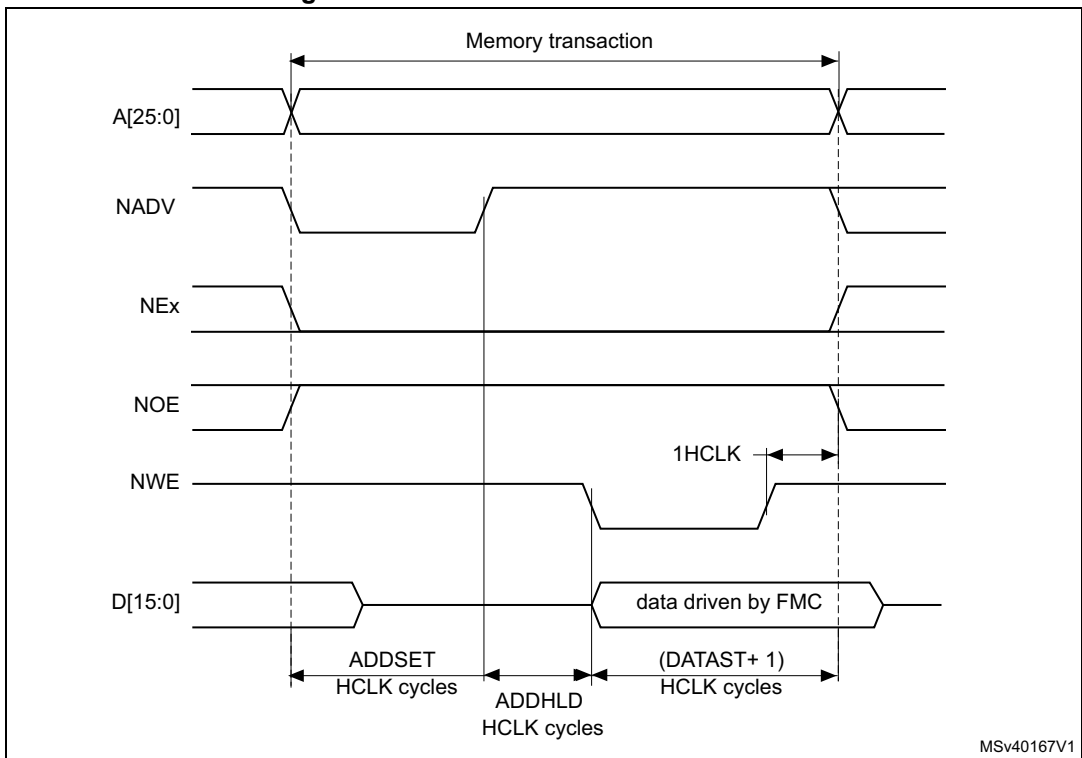 Memory transaction
A[25:0]
NADV
NEx
NOE
1HCLK
NWE
D[15:0]
data driven by FMC
ADDSET
HCLK cycles
(DATAST+ 1)
HCLK cycles
ADDHLD
HCLK cycles
MSv40167V1